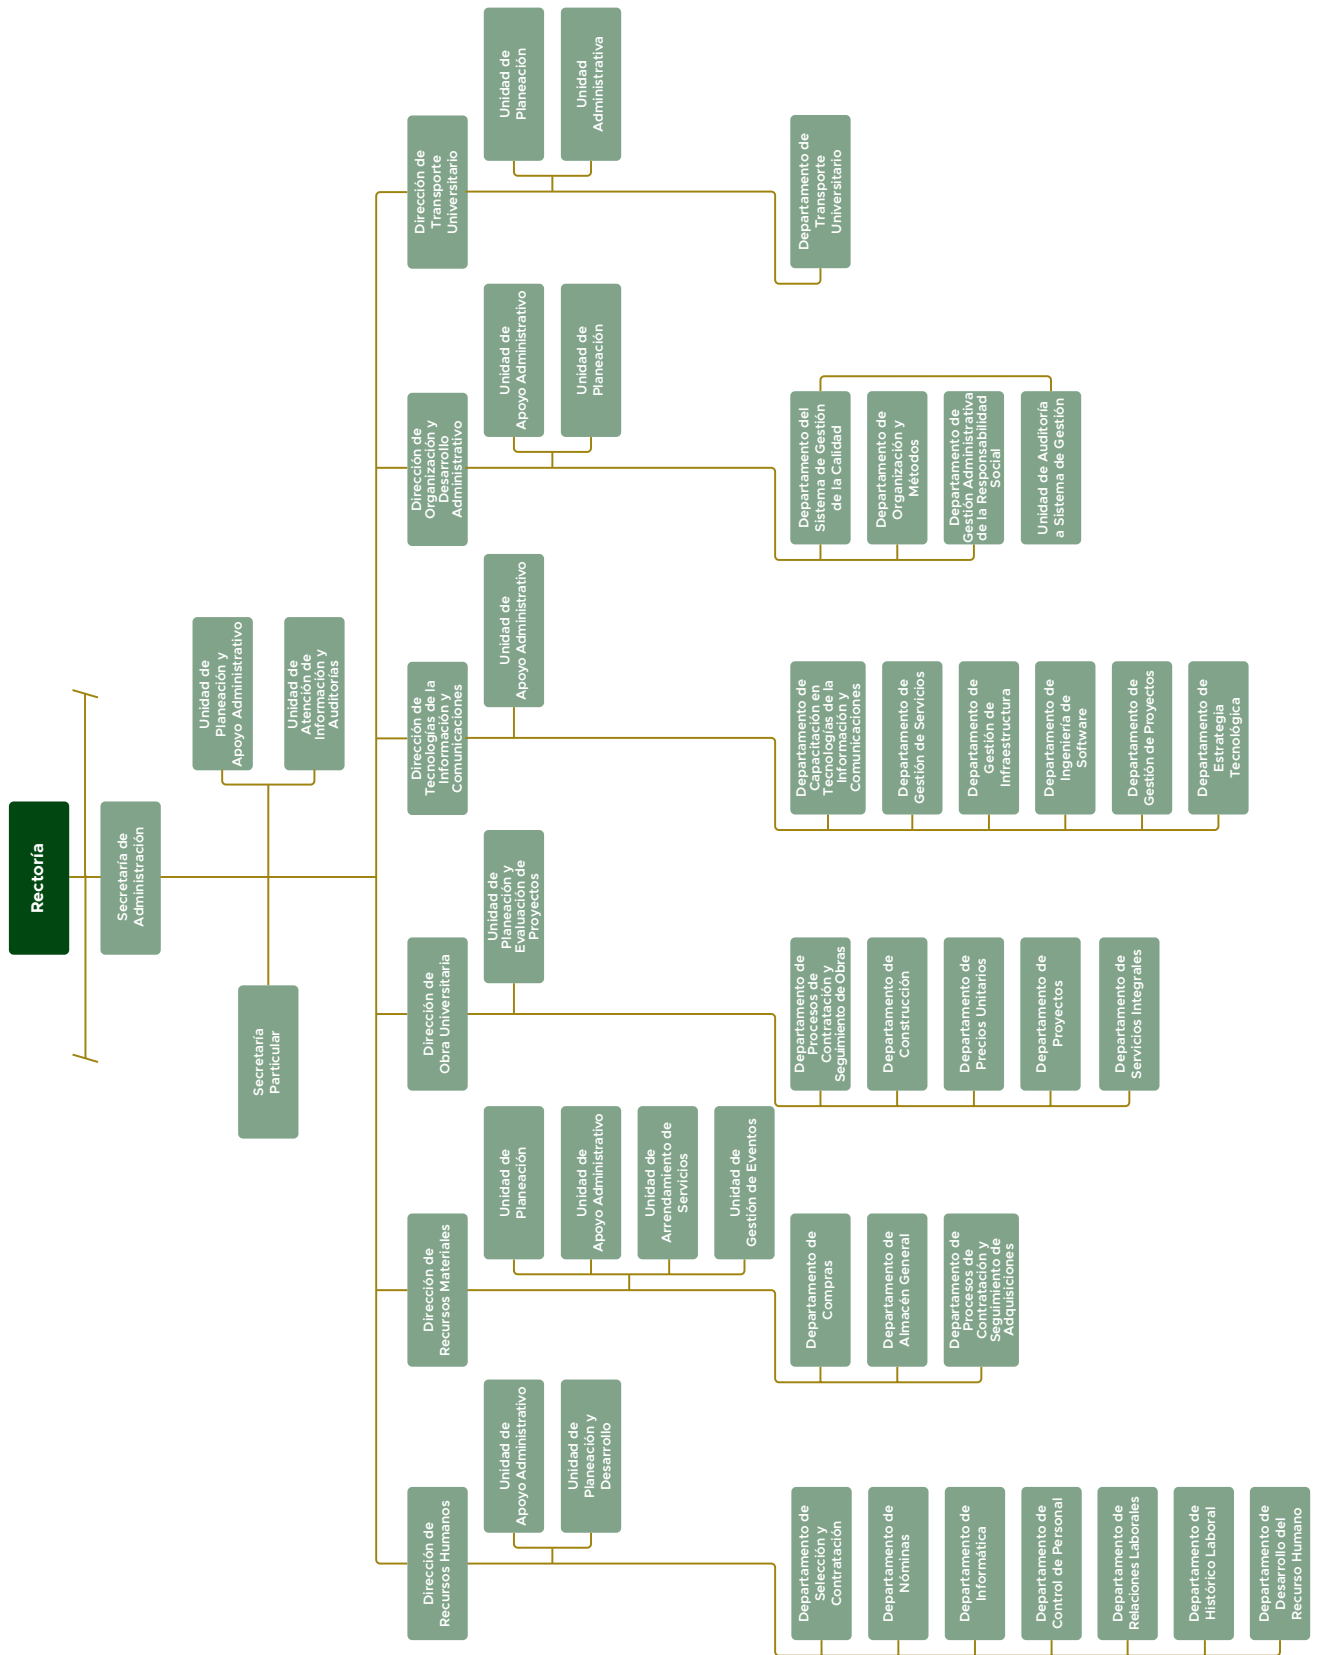 Rectoría
Secretaría de
Administración
Secretaría
Particular
Unidad de
Planeación y
Apoyo Administrativo
Unidad de
Atención de
Información y
Auditorías
Dirección de
Recursos Humanos
Unidad de
Apoyo Administrativo
Unidad de
Planeación y
Desarrollo
Departamento de
Selección y
Contratación
Departamento de
Nóminas
Departamento de
Informática
Departamento de
Control de Personal
Departamento de
Relaciones Laborales
Departamento de
Histórico Laboral
Departamento de
Desarrollo del
Recurso Humano
Dirección de
Recursos Materiales
Unidad de
Planeación
Unidad de
Apoyo Administrativo
Unidad de
Arrendamiento de
Servicios
Unidad de
Gestión de Eventos
Departamento de
Compras
Departamento de
Almacén General
Departamento de
Procesos de
Contratación y
Seguimiento de
Adquisiciones
Dirección de
Obra Universitaria
Unidad de
Planeación y
Evaluación de
Proyectos
Departamento de
Procesos de
Contratación y
Seguimiento de Obras
Departamento de
Construcción
Departamento de
Precios Unitarios
Departamento de
Proyectos
Departamento de
Servicios Integrales
Dirección de
Tecnologías de la
Información y
Comunicaciones
Unidad de
Apoyo Administrativo
Departamento de
Capacitación en
Tecnologías de la
Información y
Comunicaciones
Departamento de
Gestión de Servicios
Departamento de
Gestión de
Infraestructura
Departamento de
Ingeniería de
Software
Departamento de
Gestión de Proyectos
Departamento de
Estrategia
Tecnológica
Dirección de
Organización y
Desarrollo
Administrativo
Unidad de
Apoyo Administrativo
Unidad de
Planeación
Departamento del
Sistema de Gestión
de la Calidad
Departamento de
Organización y
Métodos
Departamento de
Gestión Administrativa
de la Responsabilidad
Social
Unidad de Auditoría
a Sistema de Gestión
Dirección de
Transporte
Universitario
Unidad de
Planeación
Unidad
Administrativa
Departamento de
Transporte
Universitario